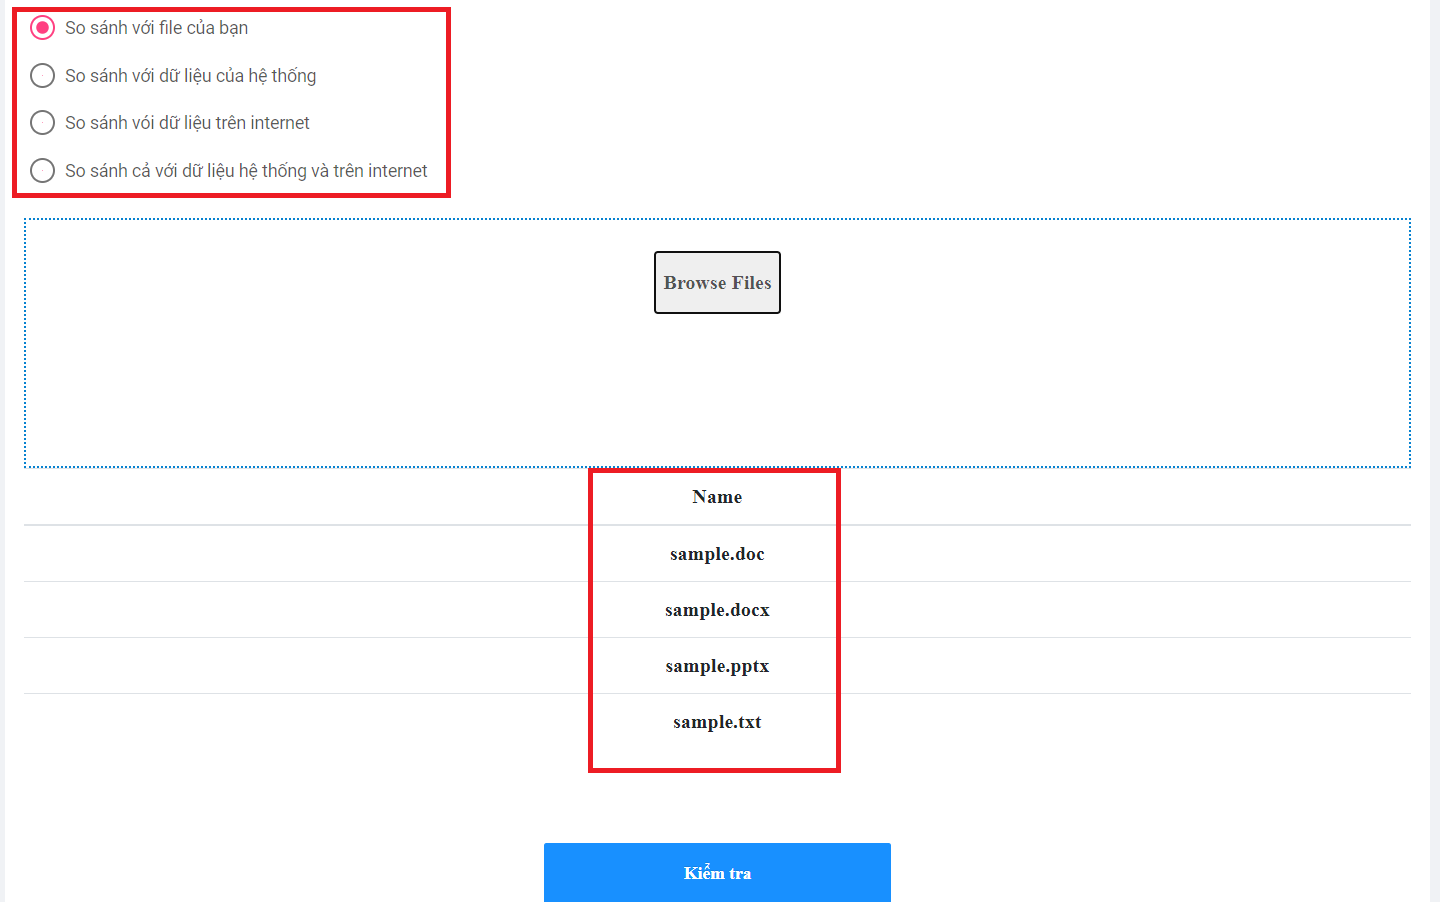 So sánh với file của bạn
So sánh với dữ liệu của hệ thống
So sánh vói dữ liệu trên internet
So sánh cả với dữ liệu hệ thống và trên internet
Browse Files
Name
sample.doc
sample.docx
sample.pptx
sample.txt
Kiểm tra